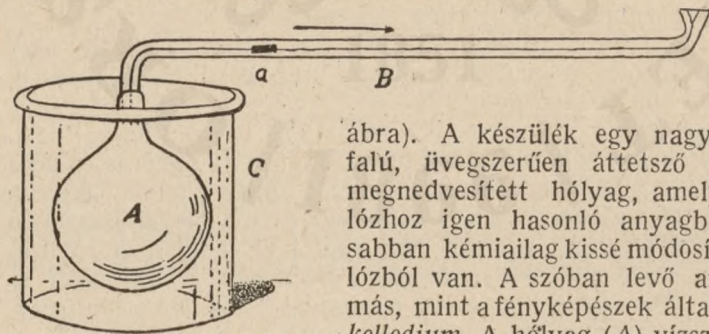 a
B
C
A
ábra). A készülék egy nagy
falú, üvegszerűen áttetsző
megnedvesített hólyag, amel
lózhoz igen hasonló anyagb
sabban kémiailag kissé módosí
lózból van. A szóban levő a
más, mint a fényképészek álta
kollodium. A hólyag (A) vízse